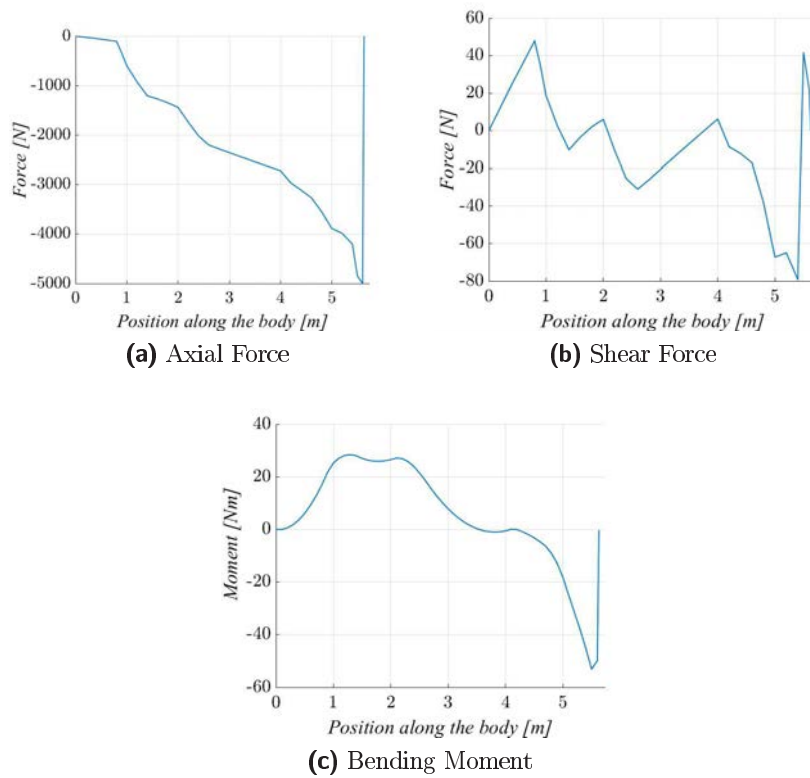 0
-1000
-2000
-3000
-4000
-5000
Force [N]
0 1 2 3 4 5
Position along the body [m]
(a) Axial Force
60
40
20
0
-20
-40
-60
-80
Force [N]
0 1 2 3 4 5
Position along the body [m]
(b) Shear Force
40
20
0
-20
-40
-60
Moment [Nm]
0 1 2 3 4 5
Position along the body [m]
(c) Bending Moment